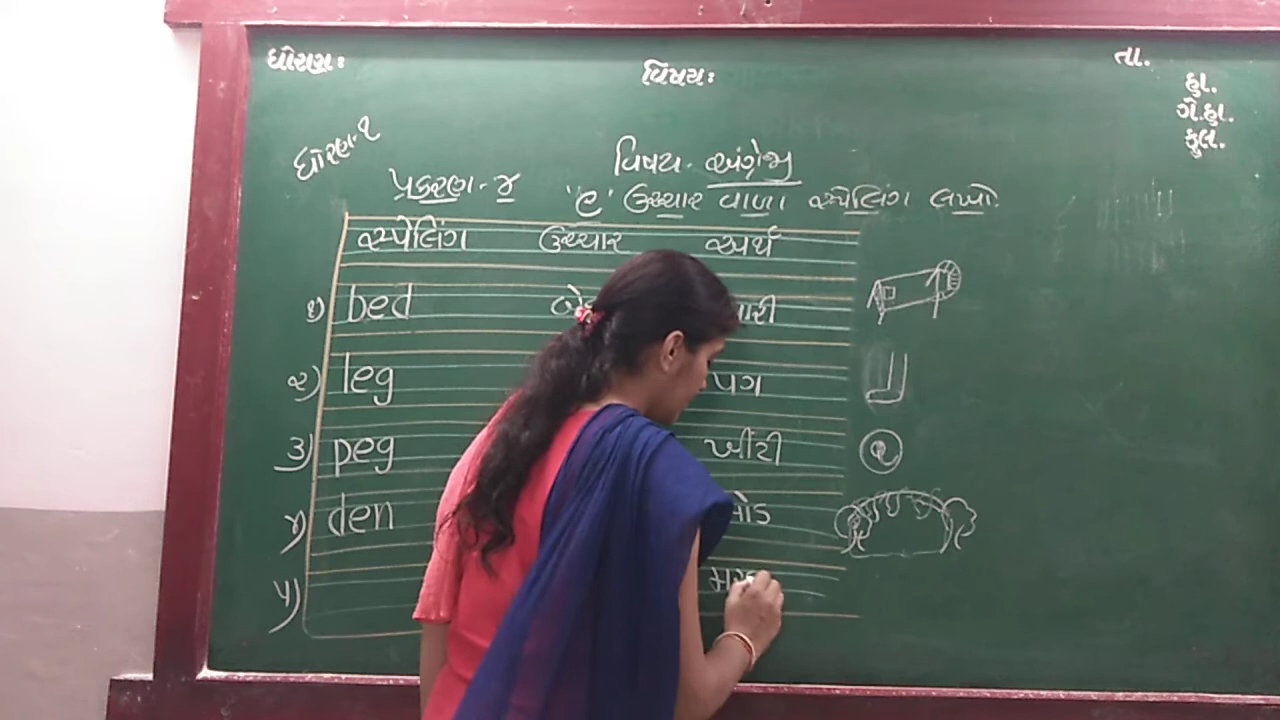 ધોરણઃ
વિષયઃ
તા.
હા.
ગે.હા.
કુલ.
ધોરણ-૧
વિષય- અંગ્રેજી
પ્રકરણ-૪ 'e' ઉચ્ચાર વાળા સ્પેલિંગ લખો.
સ્પેલિંગ ઉચ્ચાર અર્થ
૧) bed
૨) leg પગ
૩) peg ખીંટી
૪) den
૫)